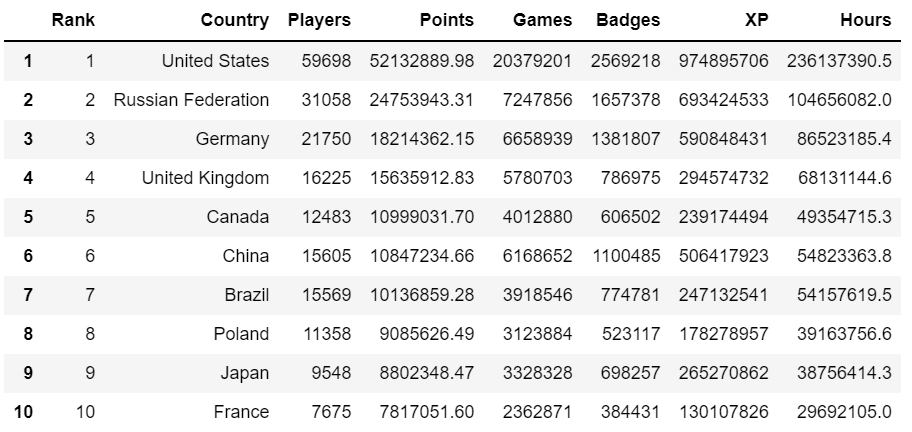 Rank Country Players Points Games Badges XP Hours
1 1 United States 59698 52132889.98 20379201 2569218 974895706 236137390.5
2 2 Russian Federation 31058 24753943.31 7247856 1657378 693424533 104656082.0
3 3 Germany 21750 18214362.15 6658939 1381807 590848431 86523185.4
4 4 United Kingdom 16225 15635912.83 5780703 786975 294574732 68131144.6
5 5 Canada 12483 10999031.70 4012880 606502 239174494 49354715.3
6 6 China 15605 10847234.66 6168652 1100485 506417923 54823363.8
7 7 Brazil 15569 10136859.28 3918546 774781 247132541 54157619.5
8 8 Poland 11358 9085626.49 3123884 523117 178278957 39163756.6
9 9 Japan 9548 8802348.47 3328328 698257 265270862 38756414.3
10 10 France 7675 7817051.60 2362871 384431 130107826 29692105.0